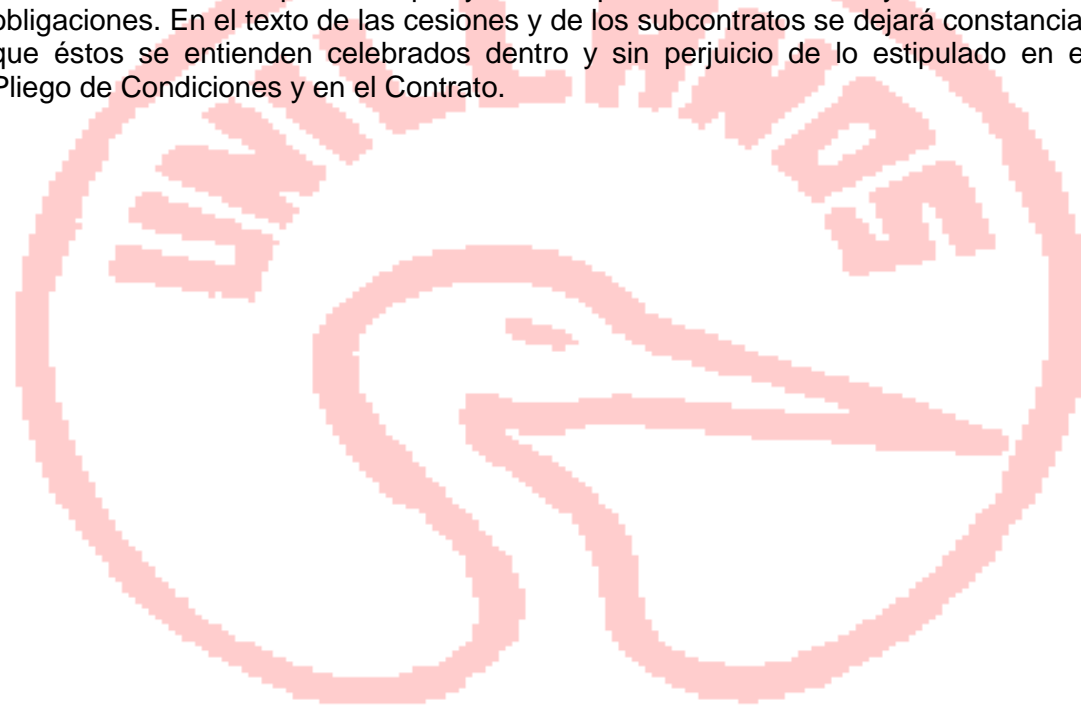 obligaciones. En el texto de las cesiones y de los subcontratos se dejará constancia
que éstos se entienden celebrados dentro y sin perjuicio de lo estipulado en e
Pliego de Condiciones y en el Contrato.
UNILLANOS